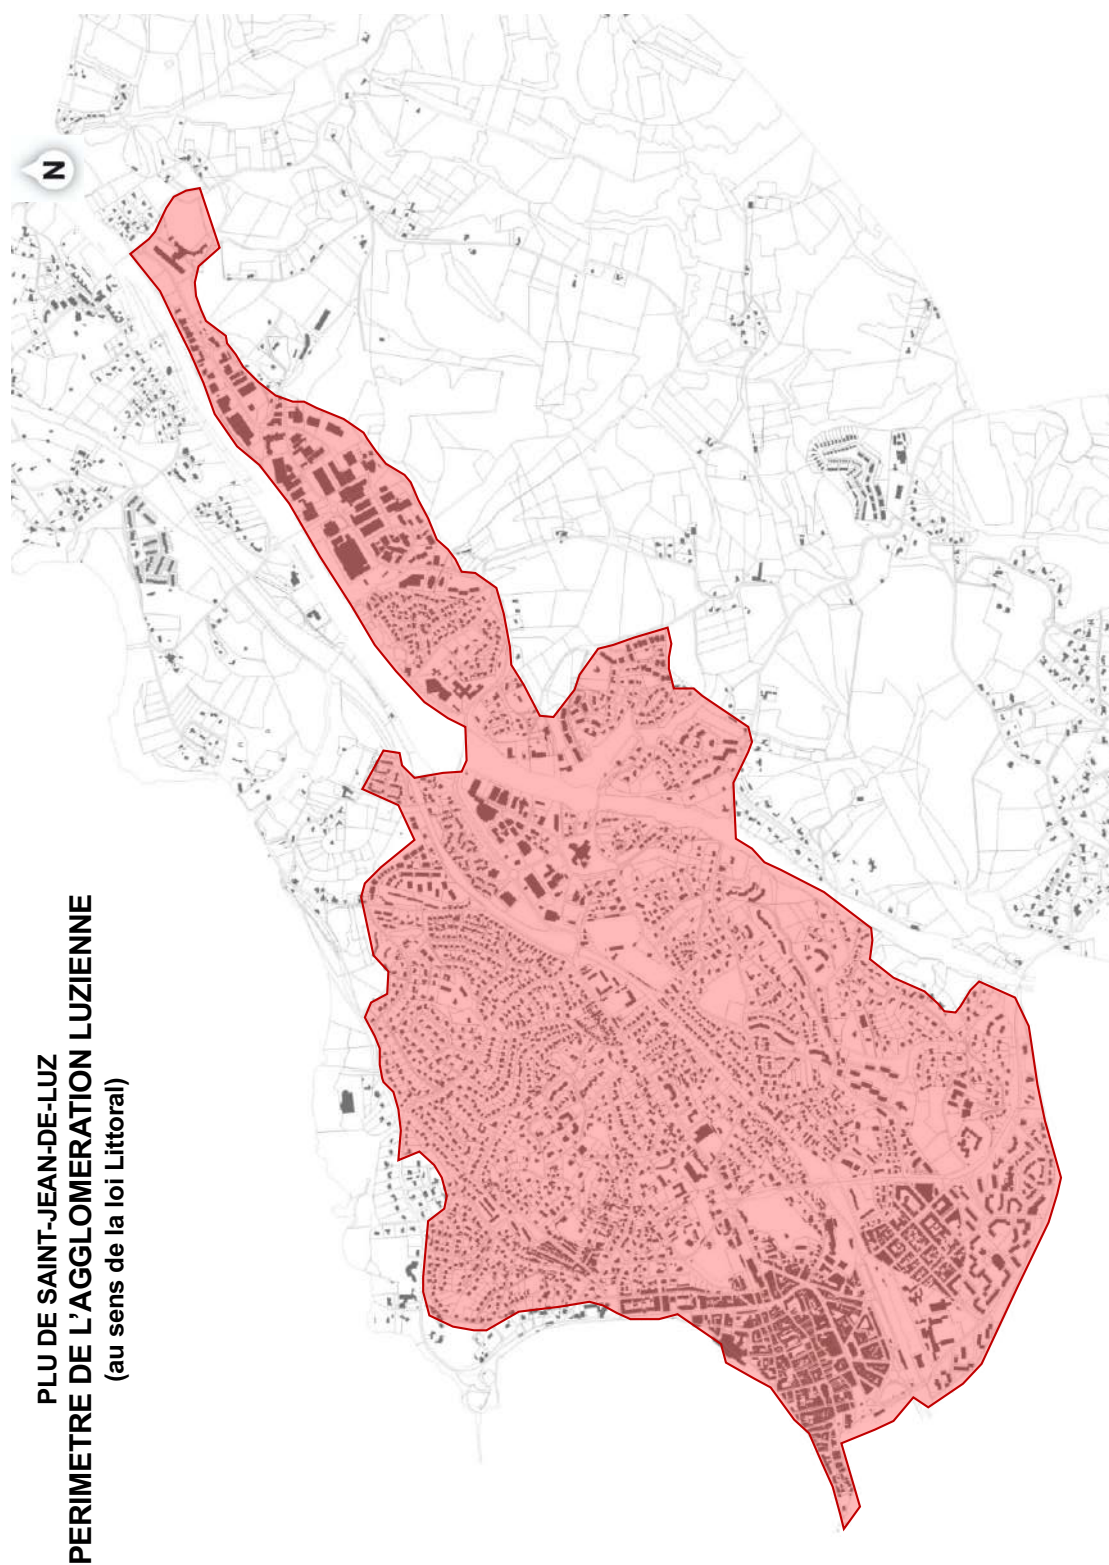 PLU DE SAINT-JEAN-DE-LUZ
PERIMETRE DE L'AGGLOMERATION LUZIENNE
(au sens de la loi Littoral)
N